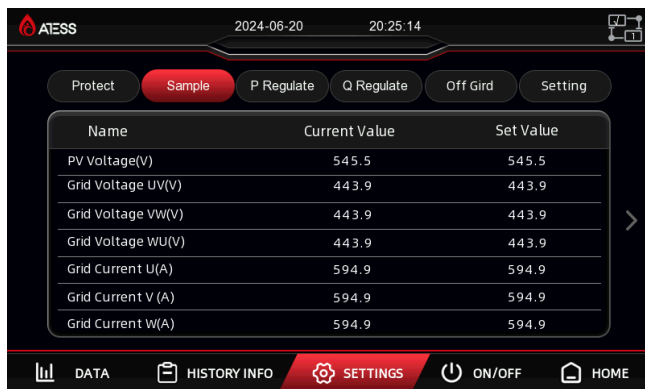 ATESS 2024-06-20 20:25:14
1
Protect Sample P Regulate Q Regulate Off Gird Setting
Name Current Value Set Value
PV Voltage(V) 545.5 545.5
Grid Voltage UV(V) 443.9 443.9
Grid Voltage VW(V) 443.9 443.9
Grid Voltage WU(V) 443.9 443.9
Grid Current U(A) 594.9 594.9
Grid Current V (A) 594.9 594.9
Grid Current W(A) 594.9 594.9
DATA HISTORY INFO SETTINGS ON/OFF HOME